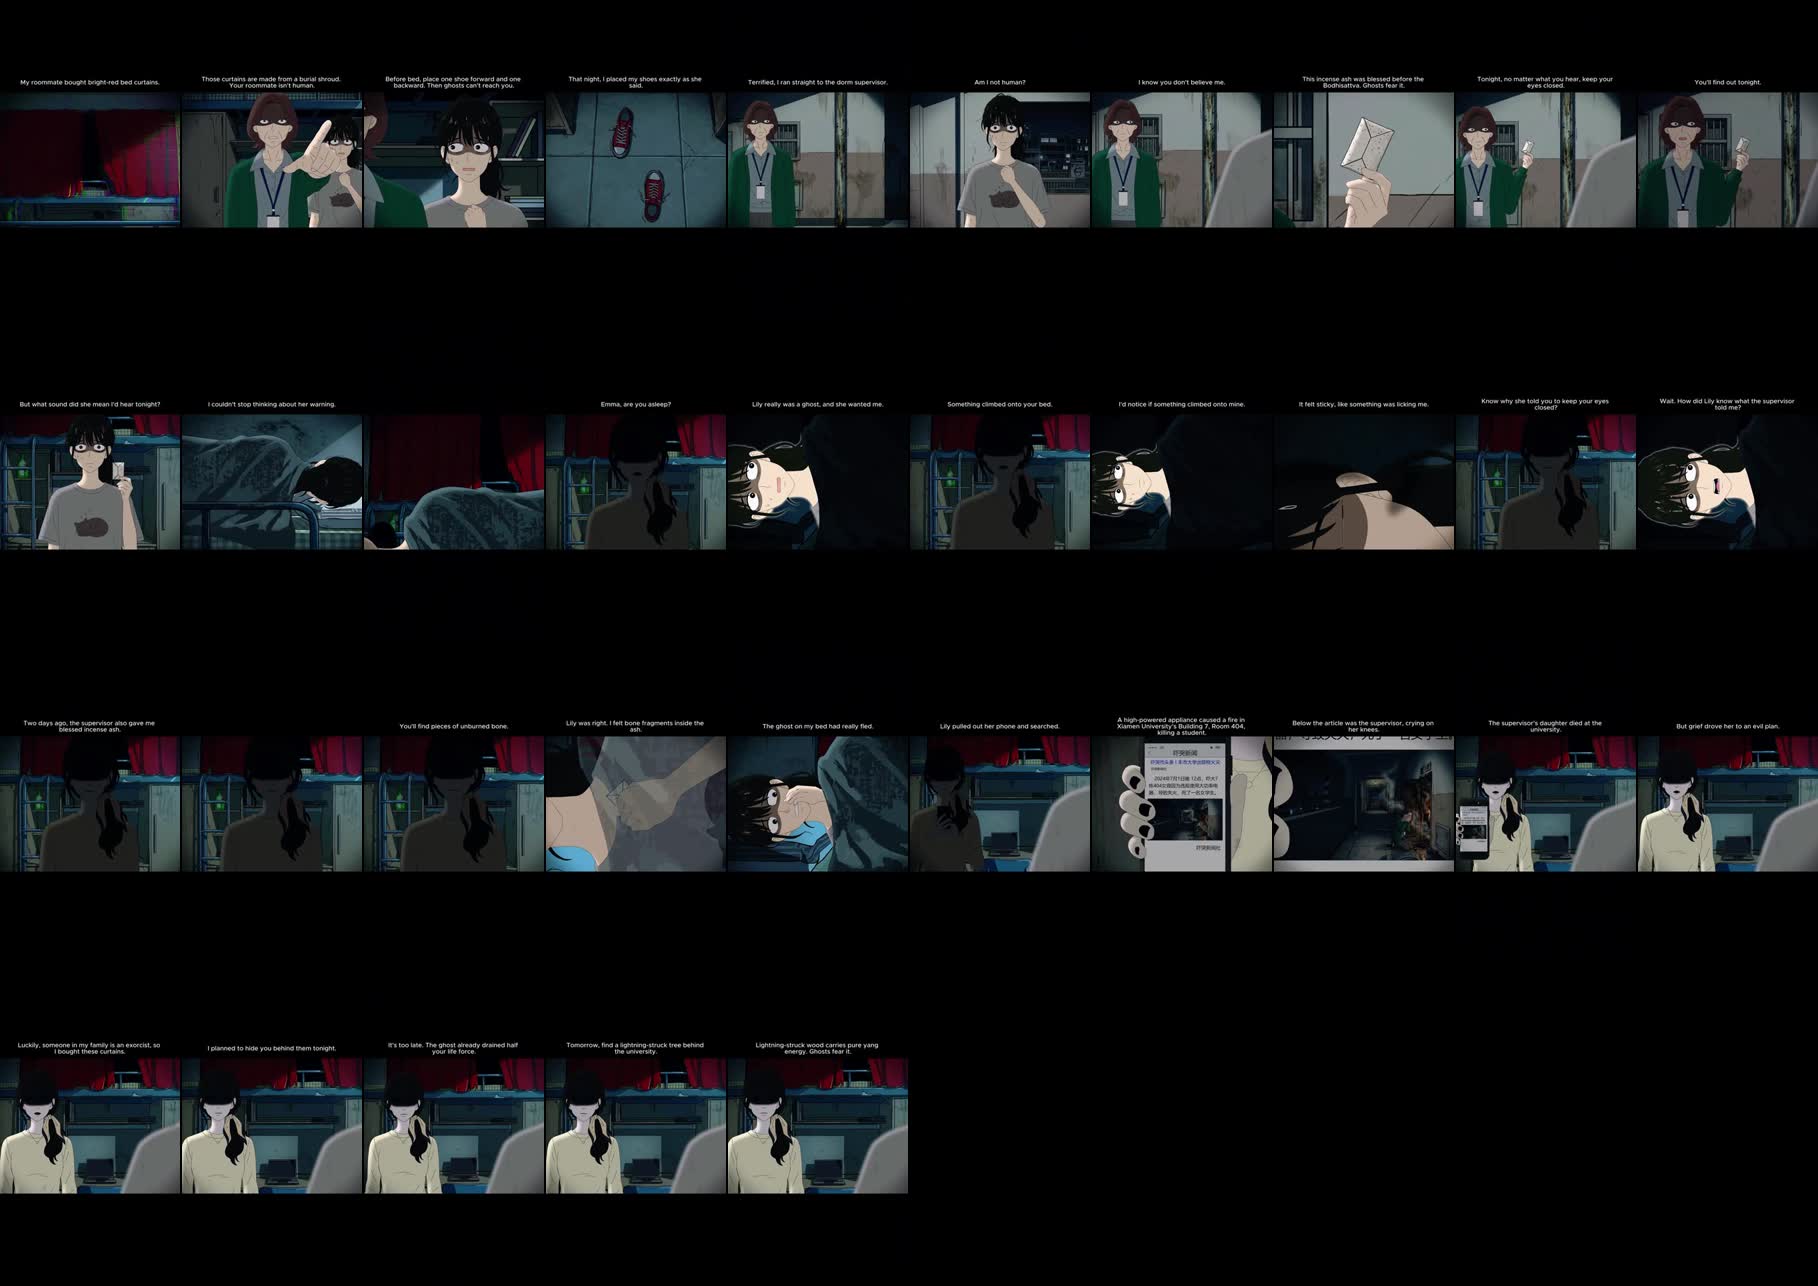 My roommate bought bright-red bed curtains.
Those curtains are made from a burial shroud.
Your roommate isn't human.
Before bed, place one shoe forward and one
backward. Then ghosts can't reach you.
That night, I placed my shoes exactly as she
said.
Terrified, I ran straight to the dorm supervisor.
Am I not human?
I know you don't believe me.
This incense ash was blessed before the
Bodhisattva. Ghosts fear it.
Tonight, no matter what you hear, keep your
eyes closed.
You'll find out tonight.
But what sound did she mean I'd hear tonight?
I couldn't stop thinking about her warning.
Emma, are you asleep?
Lily really was a ghost, and she wanted me.
Something climbed onto your bed.
I'd notice if something climbed onto mine.
It felt sticky, like something was licking me.
Know why she told you to keep your eyes
closed?
Wait. How did Lily know what the supervisor
told me?
Two days ago, the supervisor also gave me
blessed incense ash.
You'll find pieces of unburned bone.
Lily was right. I felt bone fragments inside the
ash.
The ghost on my bed had really fled.
Lily pulled out her phone and searched.
A high-powered appliance caused a fire in
Xiamen University's Building 7, Room 404,
killing a student.
吓哭新闻
Below the article was the supervisor, crying on
her knees.
The supervisor's daughter died at the
university.
But grief drove her to an evil plan.
Luckily, someone in my family is an exorcist, so
I bought these curtains.
I planned to hide you behind them tonight.
It's too late. The ghost already drained half
your life force.
Tomorrow, find a lightning-struck tree behind
the university.
Lightning-struck wood carries pure yang
energy. Ghosts fear it.